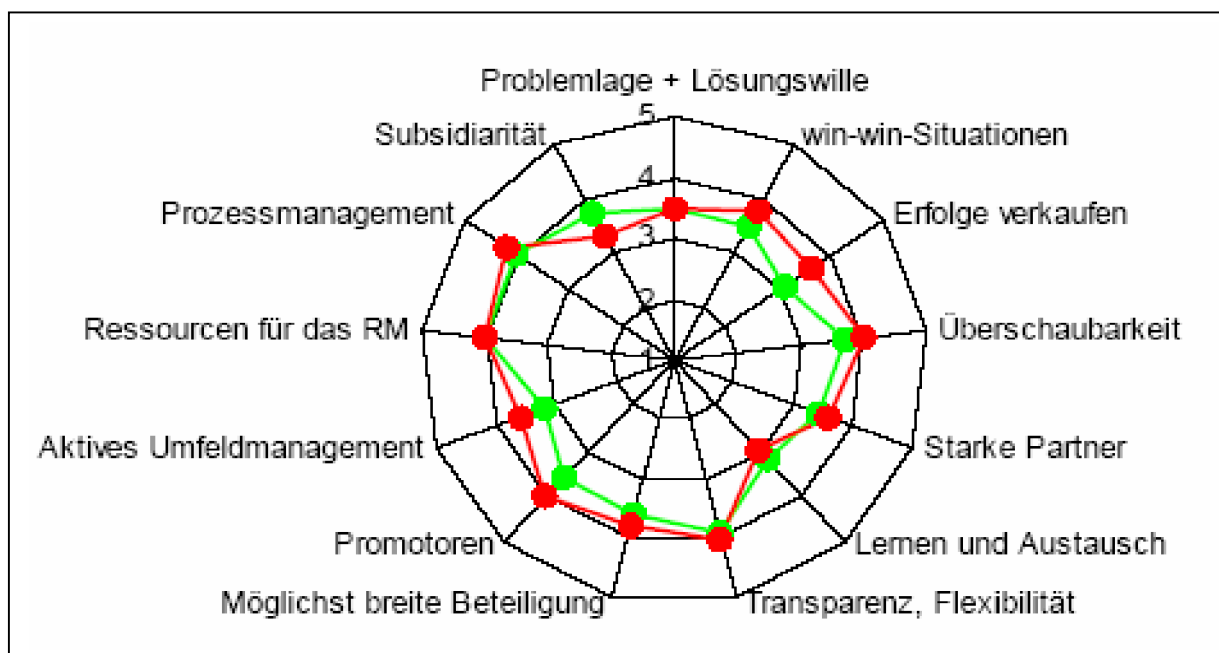 Problemlage + Lösungswille
5
Subsidiarität
win-win-Situationen
4
Prozessmanagement
Erfolge verkaufen
3
2
Ressourcen für das RM
Überschaubarkeit
1
Aktives Umfeldmanagement
Starke Partner
Promotoren
Lernen und Austausch
Möglichst breite Beteiligung
Transparenz, Flexibilität